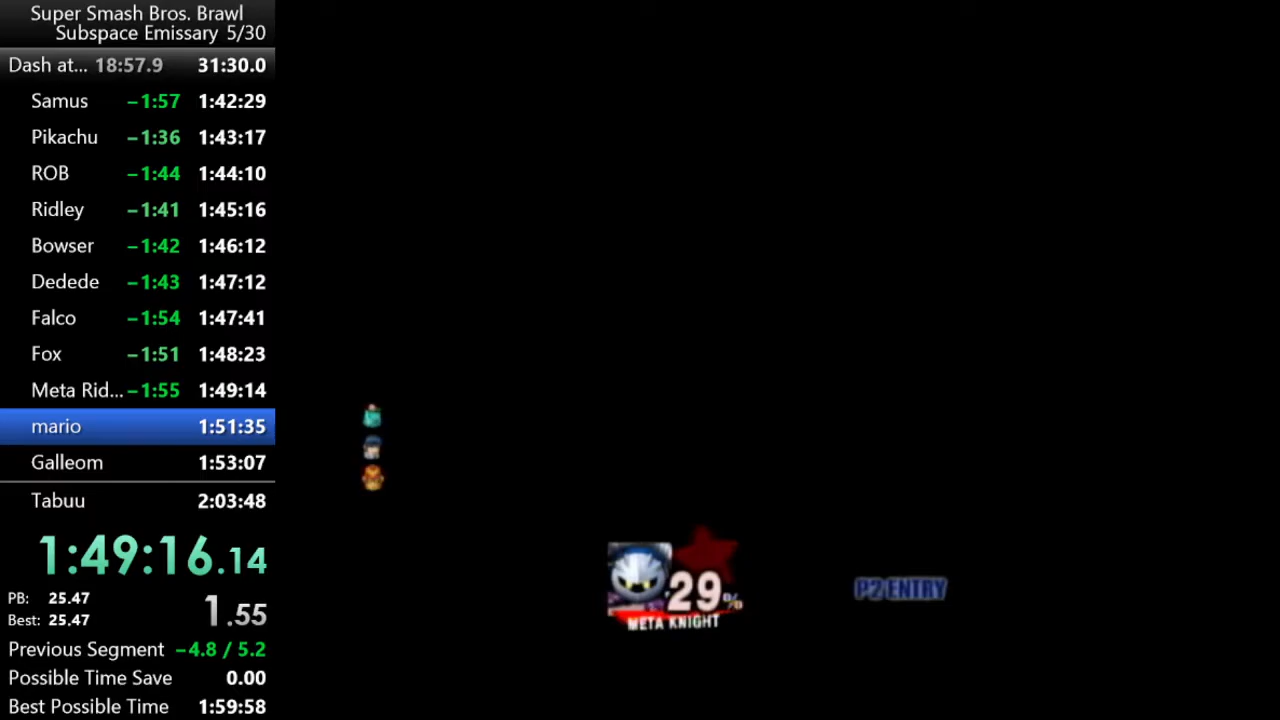 Super Smash Bros. Brawl
Subspace Emissary 5/30
Dash at... 18:57.9 31:30.0
Samus -1:57 1:42:29
Pikachu -1:36 1:43:17
ROB -1:44 1:44:10
Ridley -1:41 1:45:16
Bowser -1:42 1:46:12
Dedede -1:43 1:47:12
Falco -1:54 1:47:41
Fox -1:51 1:48:23
Meta Rid... -1:55 1:49:14
mario 1:51:35
Galleom 1:53:07
Tabuu 2:03:48
1:49:16.14
PB: 25.47
Best: 25.47
1.55
Previous Segment -4.8 / 5.2
Possible Time Save 0.00
Best Possible Time 1:59:58
29%
META KNIGHT
P2 ENTRY